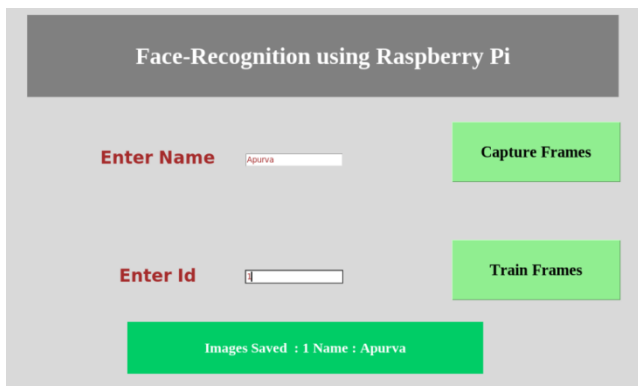 Face-Recognition using Raspberry Pi
Enter Name
Apurva
Capture Frames
Enter Id
1
Train Frames
Images Saved : 1 Name : Apurva